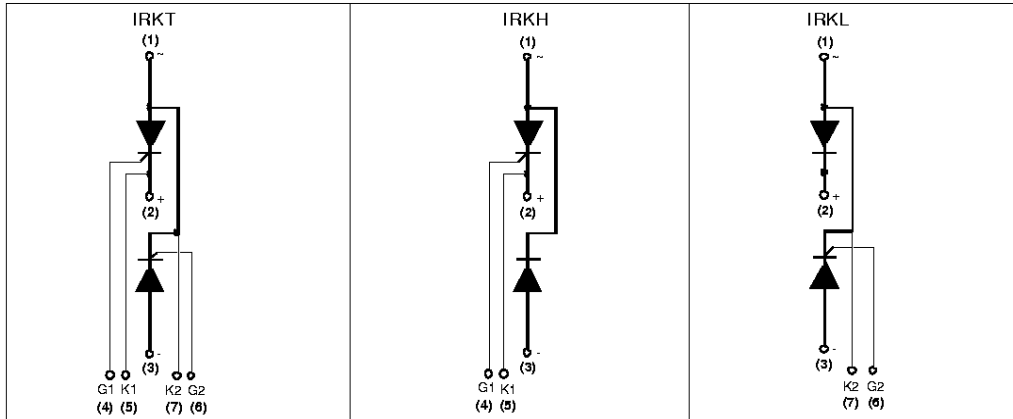 IRKT
(1)
~
+
(2)
-
(3)
G1 K1 K2 G2
(4) (5) (7) (6)
IRKH
(1)
~
+
(2)
-
(3)
G1 K1
(4) (5)
IRKL
(1)
~
+
(2)
-
(3)
K2 G2
(7) (6)